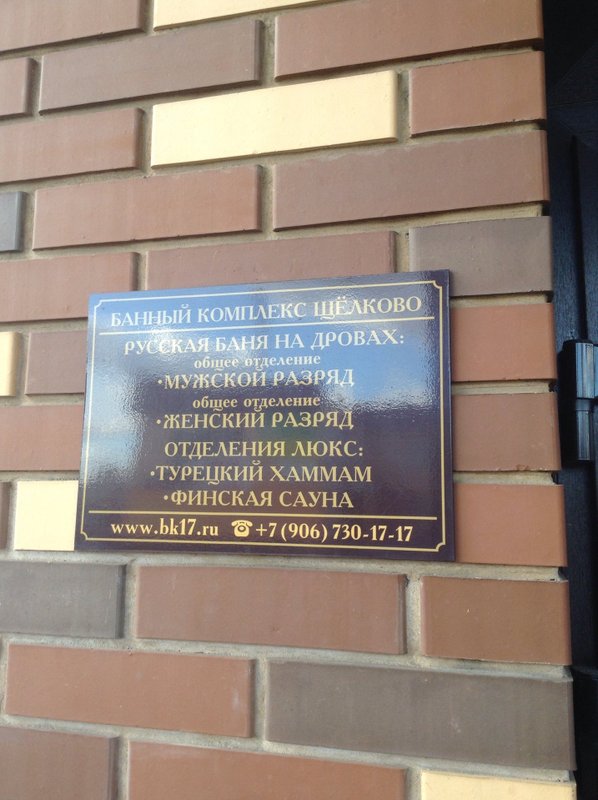 БАННЫЙ КОМПЛЕКС ЩЁЛКОВО
РУССКАЯ БАНЯ НА ДРОВАХ:
общее отделение
•МУЖСКОЙ РАЗРЯД
общее отделение
•ЖЕНСКИЙ РАЗРЯД
ОТДЕЛЕНИЯ ЛЮКС:
•ТУРЕЦКИЙ ХАММАМ
•ФИНСКАЯ САУНА
www.bk17.ru ☎ +7 (906) 730-17-17